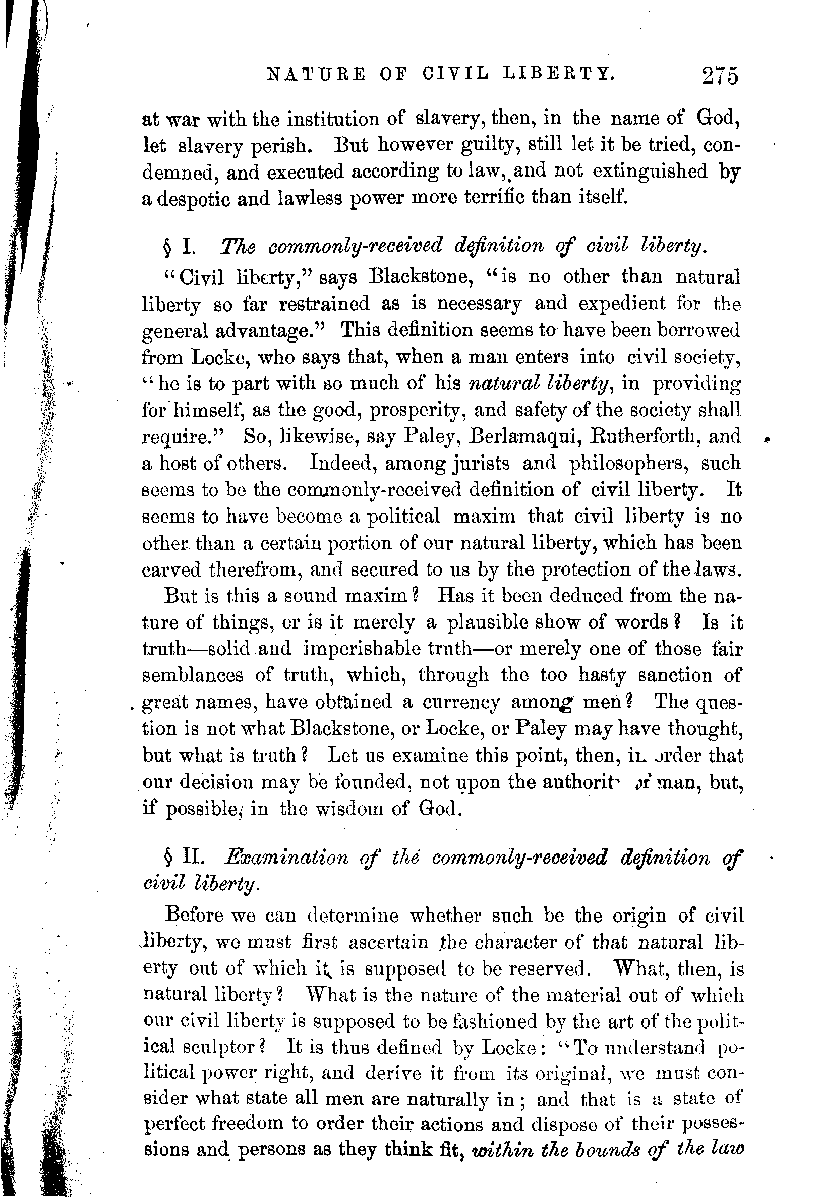 NATURE OF CIVIL LIBERTY. 275
at war with the institution of slavery, then, in the name of God,
let slavery perish. But however guilty, still let it be tried, con-
demned, and executed according to law, and not extinguished by
a despotic and lawless power more terrific than itself.
§ I. The commonly-received definition of civil liberty.
"Civil liberty," says Blackstone, "is no other than natural
liberty so far restrained as is necessary and expedient for the
general advantage." This definition seems to have been borrowed
from Locke, who says that, when a man enters into civil society,
"he is to part with so much of his natural liberty, in providing
for himself, as the good, prosperity, and safety of the society shall
require." So, likewise, say Paley, Berlamaqui, Rutherforth, and
a host of others. Indeed, among jurists and philosophers, such
seems to be the commonly-received definition of civil liberty. It
seems to have become a political maxim that civil liberty is no
other than a certain portion of our natural liberty, which has been
carved therefrom, and secured to us by the protection of the laws.
But is this a sound maxim? Has it been deduced from the na-
ture of things, or is it merely a plausible show of words? Is it
truth—solid and imperishable truth—or merely one of those fair
semblances of truth, which, through the too hasty sanction of
great names, have obtained a currency among men? The ques-
tion is not what Blackstone, or Locke, or Paley may have thought,
but what is truth? Let us examine this point, then, in order that
our decision may be founded, not upon the authority of man, but,
if possible, in the wisdom of God.
§ II. Examination of the commonly-received definition of
civil liberty.
Before we can determine whether such be the origin of civil
liberty, we must first ascertain the character of that natural lib-
erty out of which it is supposed to be reserved. What, then, is
natural liberty? What is the nature of the material out of which
our civil liberty is supposed to be fashioned by the art of the polit-
ical sculptor? It is thus defined by Locke: "To understand po-
litical power right, and derive it from its original, we must con-
sider what state all men are naturally in; and that is a state of
perfect freedom to order their actions and dispose of their posses-
sions and persons as they think fit, within the bounds of the law